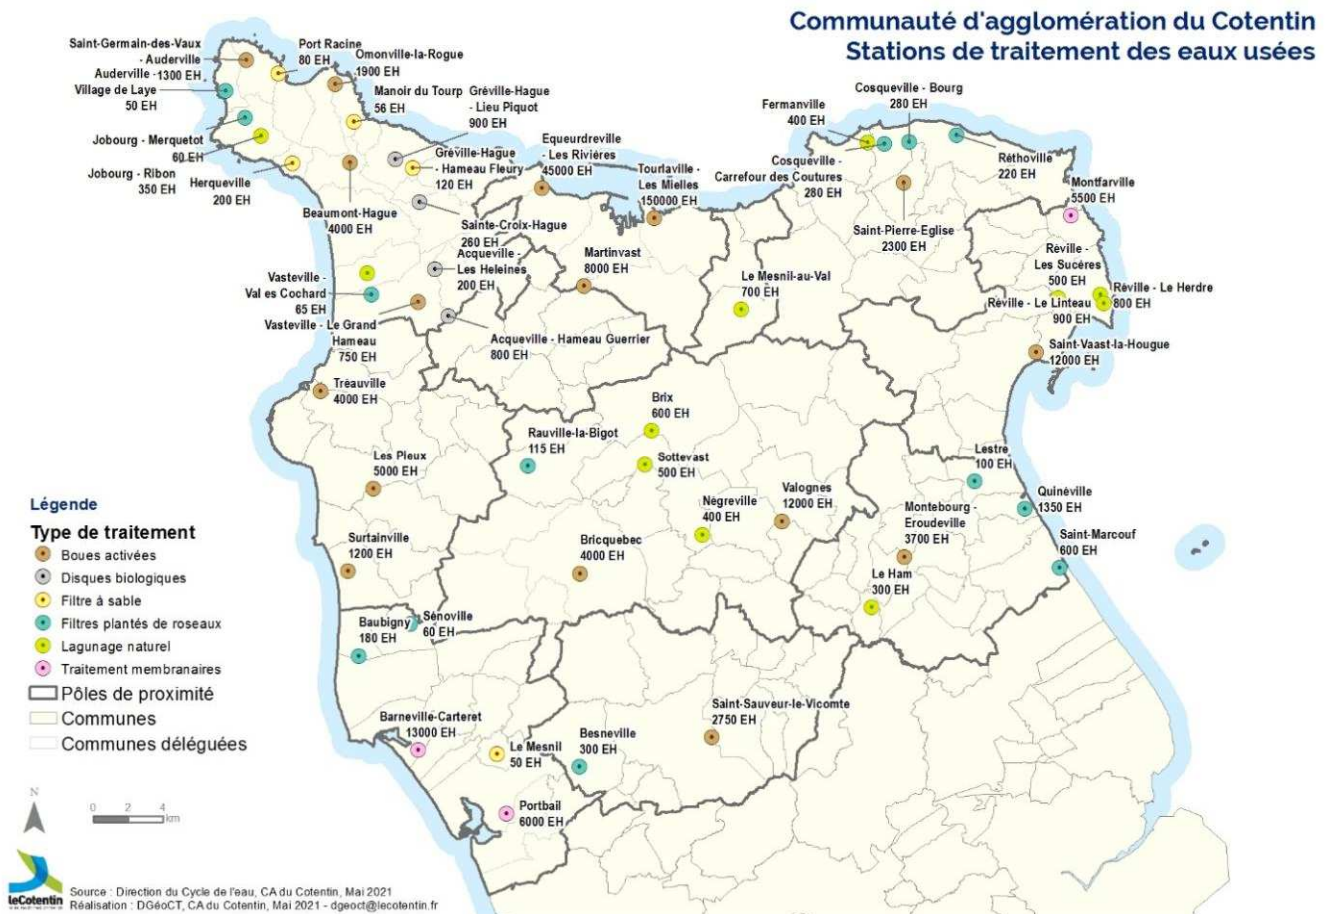 Communauté d'agglomération du Cotentin
Stations de traitement des eaux usées
Saint-Germain-des-Vaux
- Auderville
1300 EH
Port Racine
80 EH
Omonville-la-Rogue
1900 EH
Auderville -
Village de Laye
50 EH
Manoir du Tourp
56 EH
Gréville-Hague
- Lieu Piquot
900 EH
Jobourg - Merquetot
60 EH
Jobourg - Ribon
350 EH
Herqueville
200 EH
Gréville-Hague
- Hameau Fleury
120 EH
Equeurdreville
- Les Rivières
45000 EH
Tourlaville -
Les Mielles
150000 EH
Fermanville
400 EH
Cosqueville - Bourg
280 EH
Cosqueville -
Carrefour des Coutures
280 EH
Réthoville
220 EH
Montfarville
5500 EH
Beaumont-Hague
4000 EH
Sainte-Croix-Hague
260 EH
Acqueville -
Les Heleines
200 EH
Martinvast
8000 EH
Saint-Pierre-Eglise
2300 EH
Réville -
Les Sucéres
500 EH
Réville - Le Herdre
800 EH
Réville - Le Linteau
900 EH
Vasteville -
Val es Cochard
65 EH
Le Mesnil-au-Val
700 EH
Vasteville - Le Grand
Hameau
750 EH
Acqueville - Hameau Guerrier
800 EH
Saint-Vaast-la-Hougue
12000 EH
Tréauville
4000 EH
Brix
600 EH
Rauville-la-Bigot
115 EH
Les Pieux
5000 EH
Sottevast
500 EH
Lestre
100 EH
Négreville
400 EH
Valognes
12000 EH
Quinéville
1350 EH
Montebourg -
Eroudeville
3700 EH
Surtainville
1200 EH
Bricquebec
4000 EH
Saint-Marcouf
600 EH
Le Ham
300 EH
Baubigny
180 EH
Sénoville
60 EH
Saint-Sauveur-le-Vicomte
2750 EH
Barneville-Carteret
13000 EH
Le Mesnil
50 EH
Besneville
300 EH
Portbail
6000 EH
Légende
Type de traitement
Boues activées
Disques biologiques
Filtre à sable
Filtres plantés de roseaux
Lagunage naturel
Traitement membranaires
Pôles de proximité
Communes
Communes déléguées
N
0 2 4
km
leCotentin
Source : Direction du Cycle de l'eau, CA du Cotentin, Mai 2021
Réalisation : DGéoCT, CA du Cotentin, Mai 2021 - dgeoct@lecotentin.fr